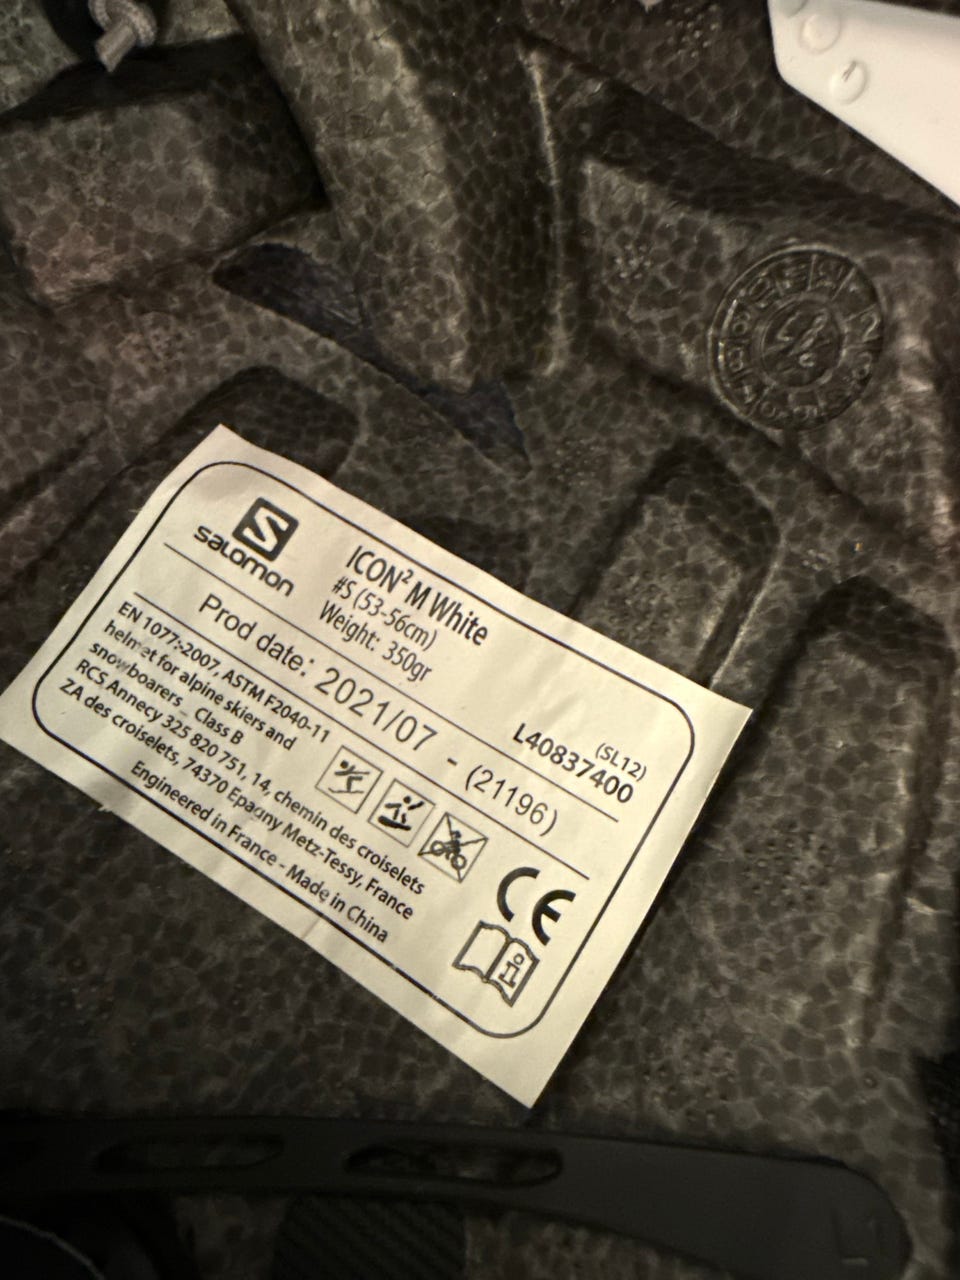 S
salomon
ICON² M White
#S (53-56cm)
Weight: 350gr
(SL12)
L40837400
Prod date: 2021/07 - (21196)
EN 1077:-2007, ASTM F2040-11
helmet for alpine skiers and
snowboarers_ Class B
RCS Annecy 325 820 751, 14, chemin des croiselets
ZA des croiselets, 74370 Epagny Metz-Tessy, France
Engineered in France - Made in China
CE
i